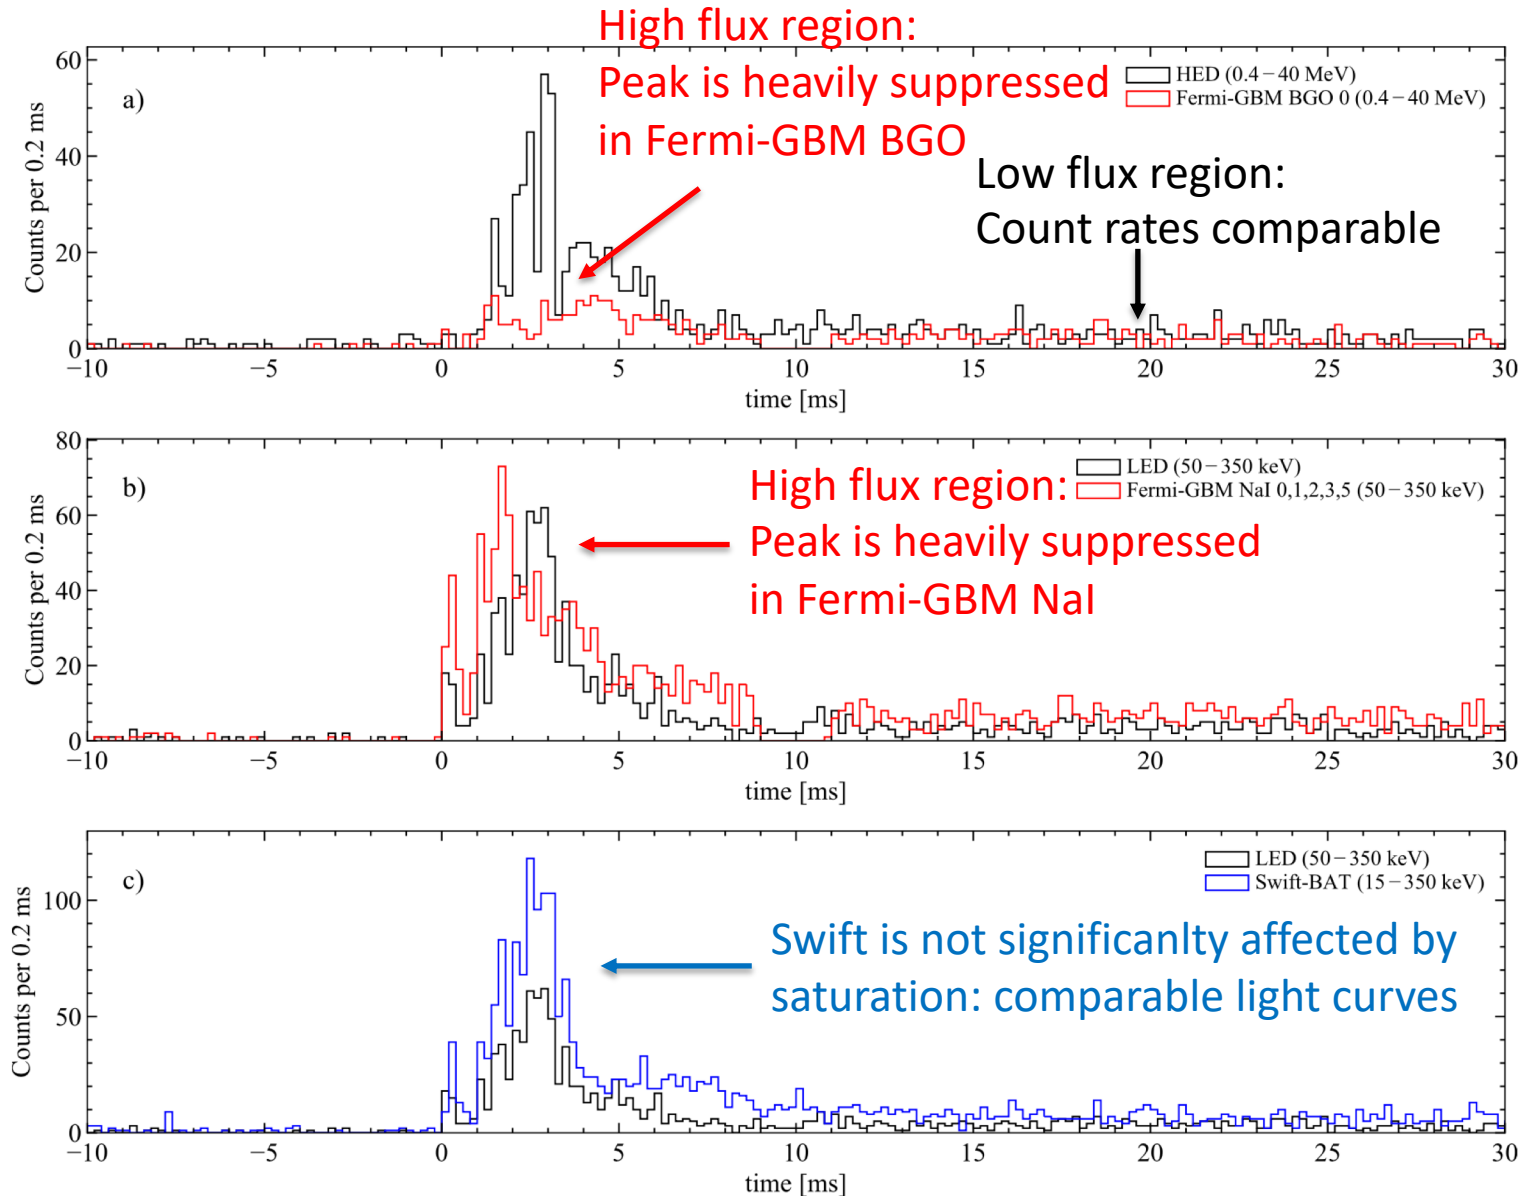 High flux region:
Peak is heavily suppressed
in Fermi-GBM BGO
60
40
20
0
Counts per 0.2 ms
a)
HED (0.4−40 MeV)
Fermi-GBM BGO 0 (0.4−40 MeV)
Low flux region:
Count rates comparable
−10 −5 0 5 10 15 20 25 30
time [ms]
80
60
40
20
0
Counts per 0.2 ms
b)
LED (50−350 keV)
Fermi-GBM NaI 0,1,2,3,5 (50−350 keV)
High flux region:
Peak is heavily suppressed
in Fermi-GBM NaI
−10 −5 0 5 10 15 20 25 30
time [ms]
100
50
0
Counts per 0.2 ms
c)
LED (50−350 keV)
Swift-BAT (15−350 keV)
Swift is not significanlty affected by
saturation: comparable light curves
−10 −5 0 5 10 15 20 25 30
time [ms]